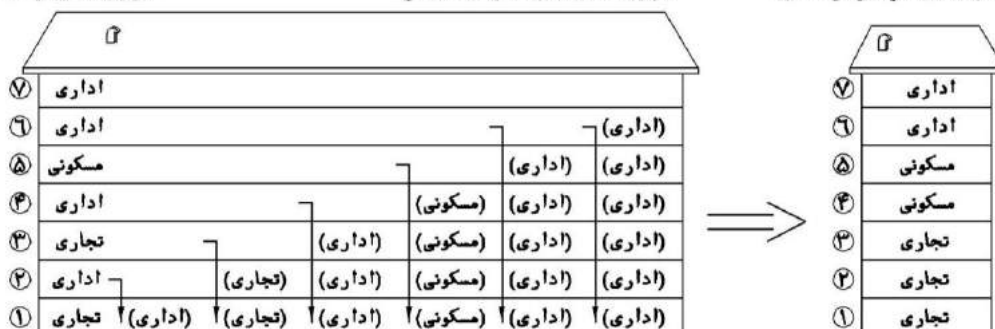 ۷ اداری
۶ اداری (اداری)
۵ مسکونی (اداری) (اداری)
۴ اداری (مسکونی) (اداری) (اداری)
۳ تجاری (اداری) (مسکونی) (اداری) (اداری)
۲ اداری (تجاری) (اداری) (مسکونی) (اداری) (اداری)
۱ تجاری (اداری) (تجاری) (اداری) (مسکونی) (اداری) (اداری)
۷ اداری
۶ اداری
۵ مسکونی
۴ مسکونی
۳ تجاری
۲ تجاری
۱ تجاری